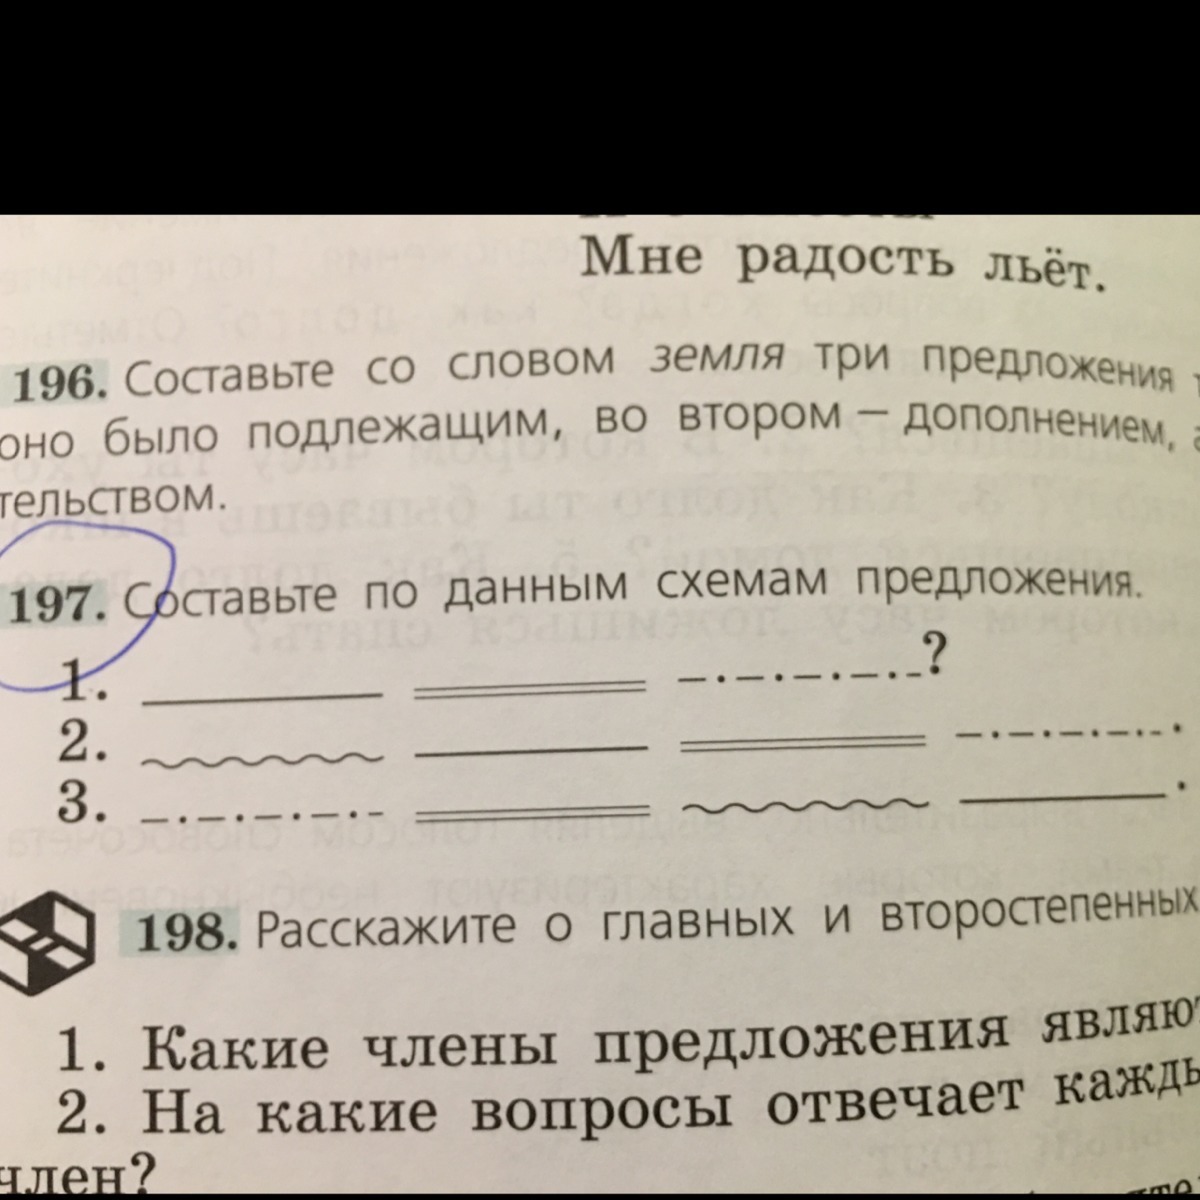 Мне радость льёт.
196. Составьте со словом земля три предложения
оно было подлежащим, во втором — дополнением,
тельством.
197. Составьте по данным схемам предложения.
1. ?
2. .
3. .
198. Расскажите о главных и второстепенных
1. Какие члены предложения являют
2. На какие вопросы отвечает кажды
член?